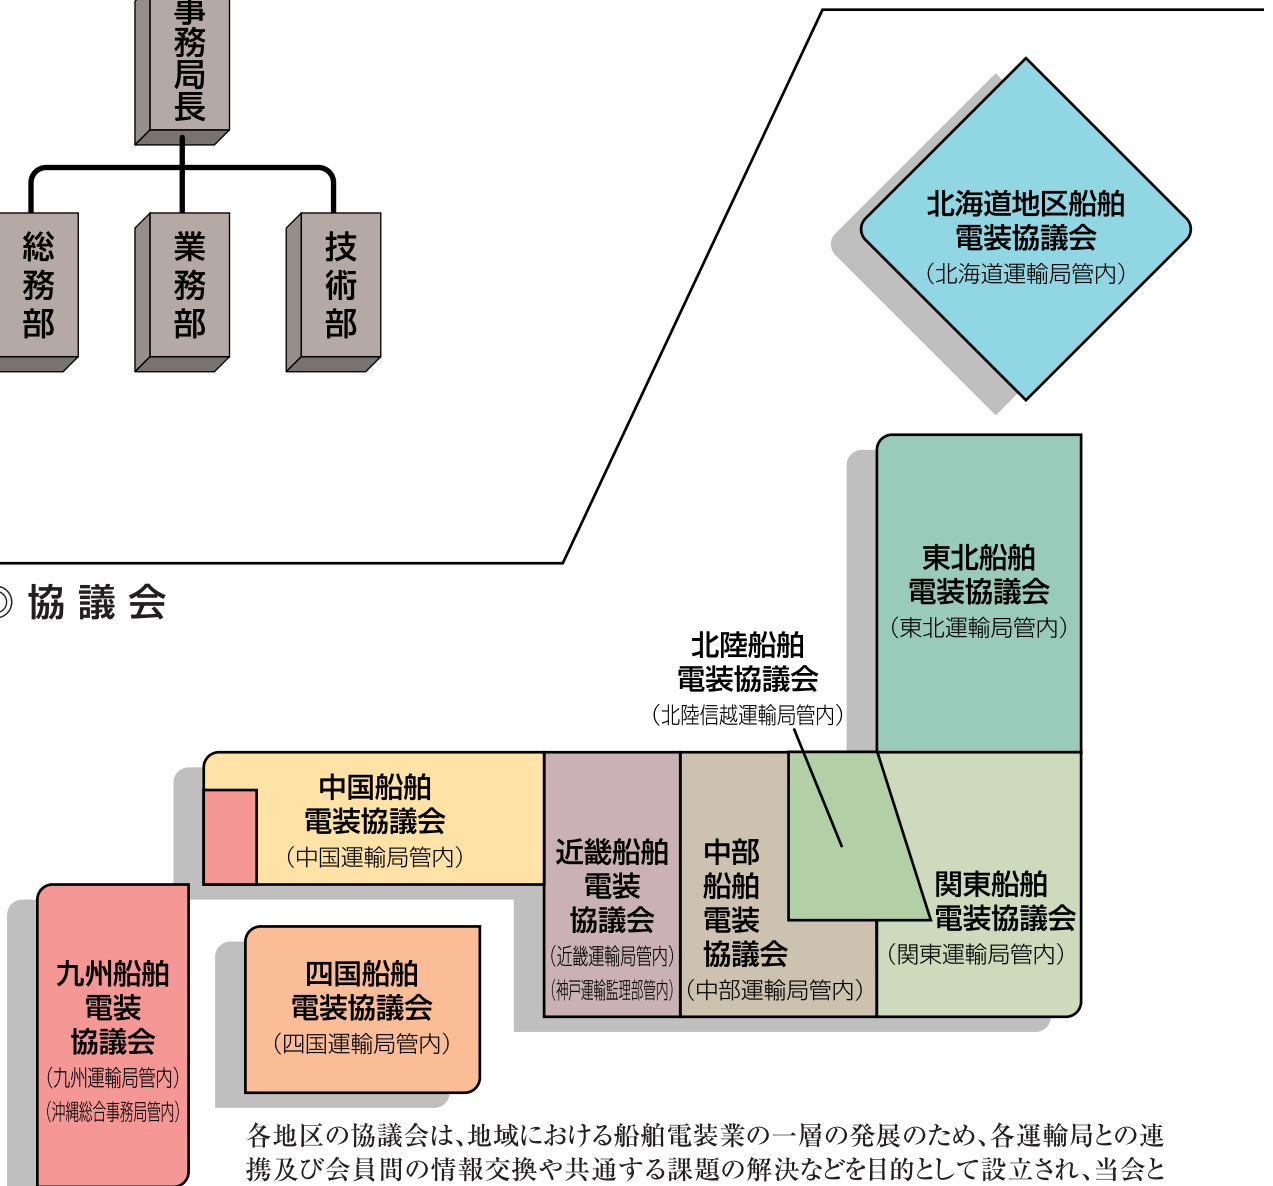 事務局長
総務部
業務部
技術部
北海道地区船舶
電装協議会
（北海道運輸局管内）
東北船舶
電装協議会
（東北運輸局管内）
◎ 協議会
北陸船舶
電装協議会
（北陸信越運輸局管内）
中国船舶
電装協議会
（中国運輸局管内）
近畿船舶
電装
協議会
（近畿運輸局管内）
（神戸運輸監理部管内）
中部
船舶
電装
協議会
（中部運輸局管内）
関東船舶
電装協議会
（関東運輸局管内）
九州船舶
電装
協議会
（九州運輸局管内）
（沖縄総合事務局管内）
四国船舶
電装協議会
（四国運輸局管内）
各地区の協議会は、地域における船舶電装業の一層の発展のため、各運輸局との連
携及び会員間の情報交換や共通する課題の解決などを目的として設立され、当会と